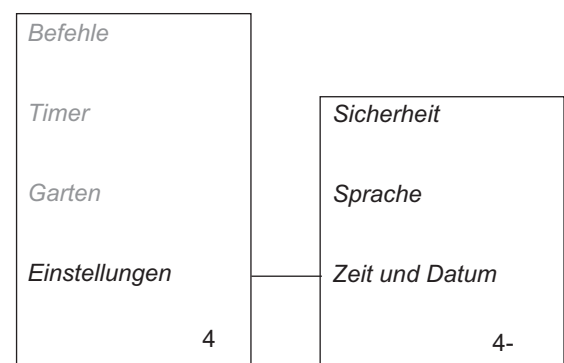 Befehle
Timer
Garten
Einstellungen
4
Sicherheit
Sprache
Zeit und Datum
4-